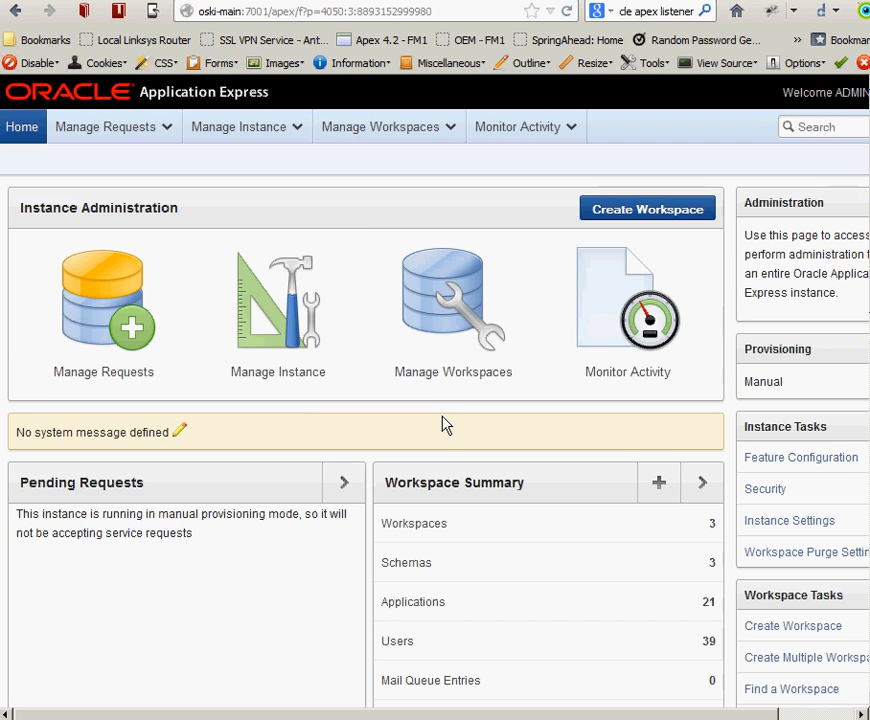 oski-main:7001/apex/f?p=4050:3:8893152999980
cle apex listener
Bookmarks Local Linksys Router SSL VPN Service - Ant... Apex 4.2 - FM1 OEM - FM1 SpringAhead: Home Random Password Ge... » Bookmar
Disable Cookies CSS Forms Images Information Miscellaneous Outline Resize Tools View Source Options
ORACLE Application Express
Welcome ADMIN
Home Manage Requests Manage Instance Manage Workspaces Monitor Activity
Search
Instance Administration
Create Workspace
Manage Requests
Manage Instance
Manage Workspaces
Monitor Activity
No system message defined
Pending Requests
This instance is running in manual provisioning mode, so it will
not be accepting service requests
Workspace Summary
Workspaces 3
Schemas 3
Applications 21
Users 39
Mail Queue Entries 0
Administration
Use this page to access
perform administration
an entire Oracle Applica
Express instance.
Provisioning
Manual
Instance Tasks
Feature Configuration
Security
Instance Settings
Workspace Purge Settin
Workspace Tasks
Create Workspace
Create Multiple Workspa
Find a Workspace